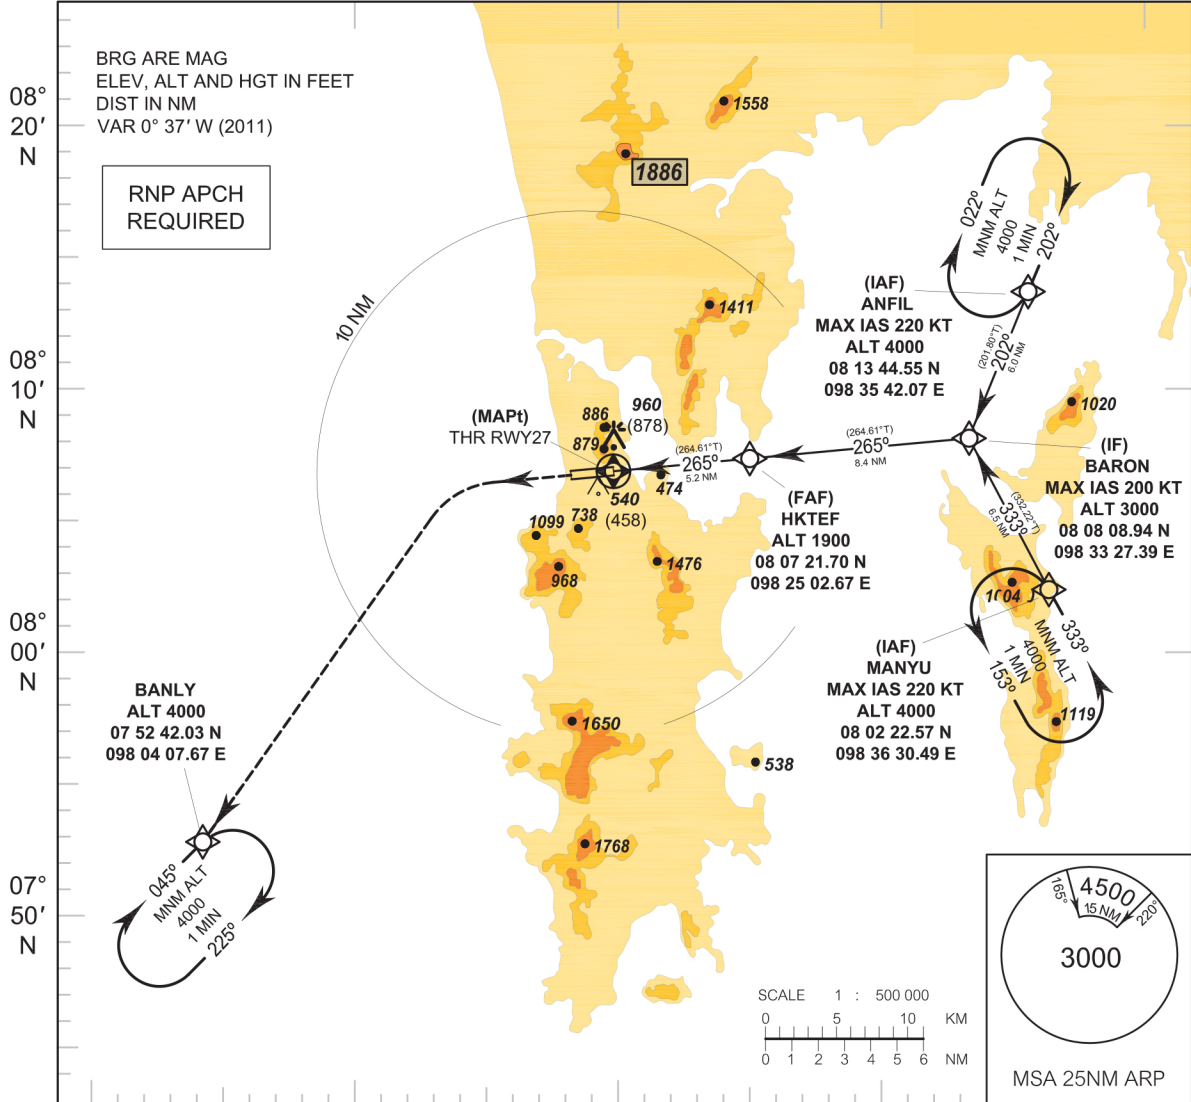 BRG ARE MAG
ELEV, ALT AND HGT IN FEET
DIST IN NM
VAR 0° 37' W (2011)
RNP APCH
REQUIRED
08°
20'
N
08°
10'
N
08°
00'
N
07°
50'
N
1558
1886
10 NM
1411
022°
MNM ALT
4000
1 MIN
202°
(IAF)
ANFIL
MAX IAS 220 KT
ALT 4000
08 13 44.55 N
098 35 42.07 E
(201.80°T)
202°
6.0 NM
1020
886
960
(878)
879
(MAPt)
THR RWY27
(264.61°T)
265°
5.2 NM
(264.61°T)
265°
8.4 NM
474
540
(458)
(FAF)
HKTEF
ALT 1900
08 07 21.70 N
098 25 02.67 E
(IF)
BARON
MAX IAS 200 KT
ALT 3000
08 08 08.94 N
098 33 27.39 E
(332.22°T)
333°
6.5 NM
1099
738
968
1476
333°
MNM ALT
4000
1 MIN
153°
1119
(IAF)
MANYU
MAX IAS 220 KT
ALT 4000
08 02 22.57 N
098 36 30.49 E
BANLY
ALT 4000
07 52 42.03 N
098 04 07.67 E
1650
538
1768
045°
MNM ALT
4000
1 MIN
225°
SCALE 1 : 500 000
0 5 10 KM
0 1 2 3 4 5 6 NM
165°
4500
15 NM
220°
3000
MSA 25NM ARP